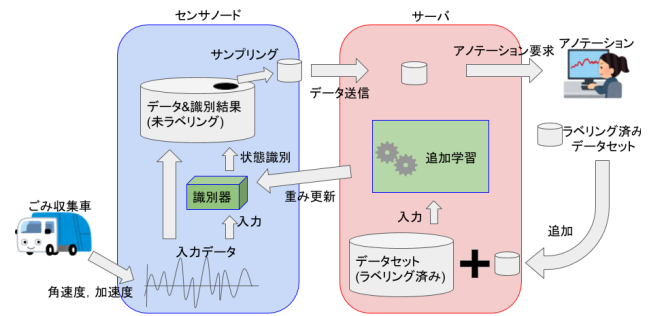 センサノード
サーバ
サンプリング
アノテーション要求
アノテーション
データ送信
データ&識別結果
(未ラベリング)
ラベリング済み
データセット
状態識別
追加学習
識別器
重み更新
ごみ収集車
入力
入力
入力データ
追加
データセット
(ラベリング済み)
角速度, 加速度